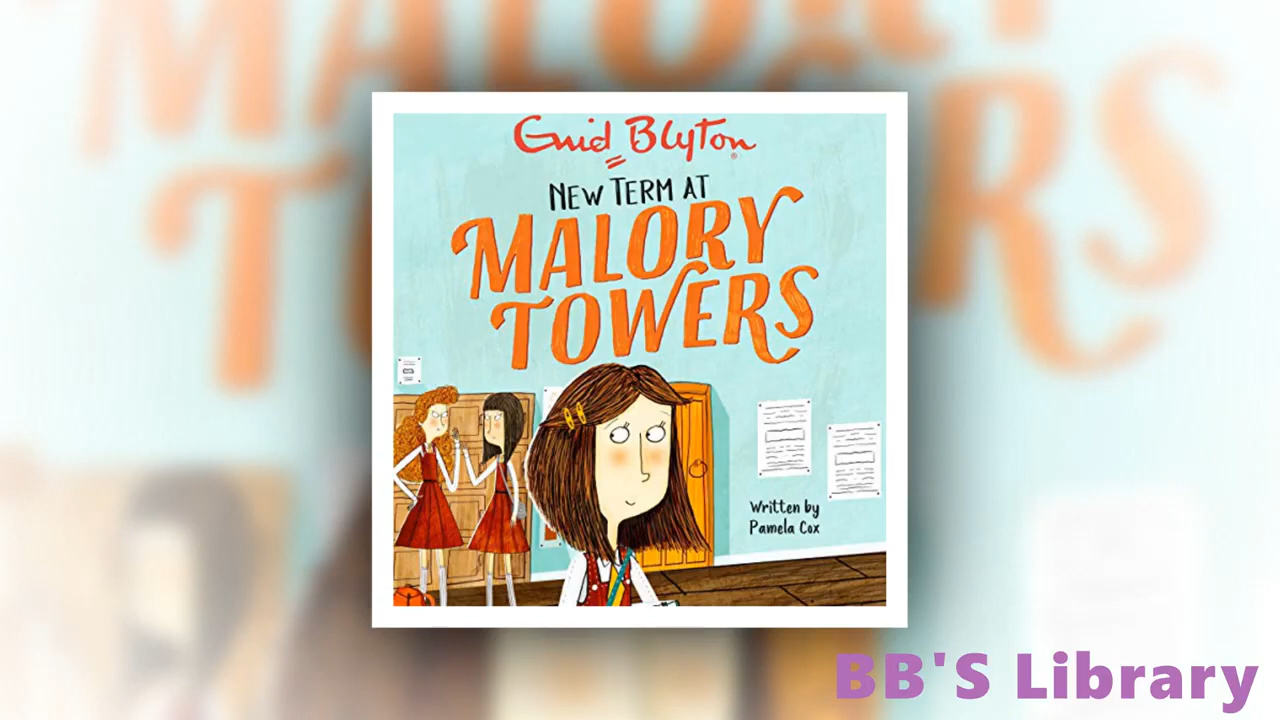 Enid Blyton
NEW TERM AT
MALORY
TOWERS
Written by
Pamela Cox
BB'S Library